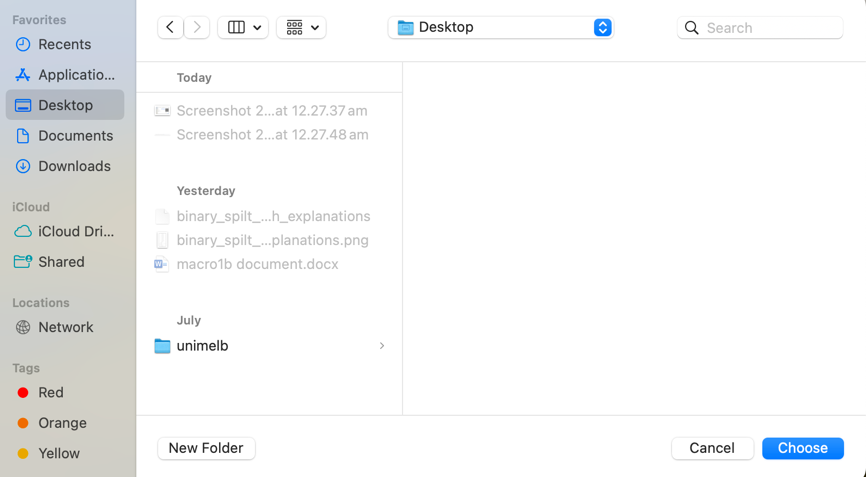 Favorites
Recents
Applicatio...
Desktop
Documents
Downloads
iCloud
iCloud Dri...
Shared
Locations
Network
Tags
Red
Orange
Yellow
Desktop
Search
Today
Screenshot 2...at 12.27.37 am
Screenshot 2...at 12.27.48 am
Yesterday
binary_spilt_...h_explanations
binary_spilt_...planations.png
macro1b document.docx
July
unimelb
New Folder
Cancel
Choose